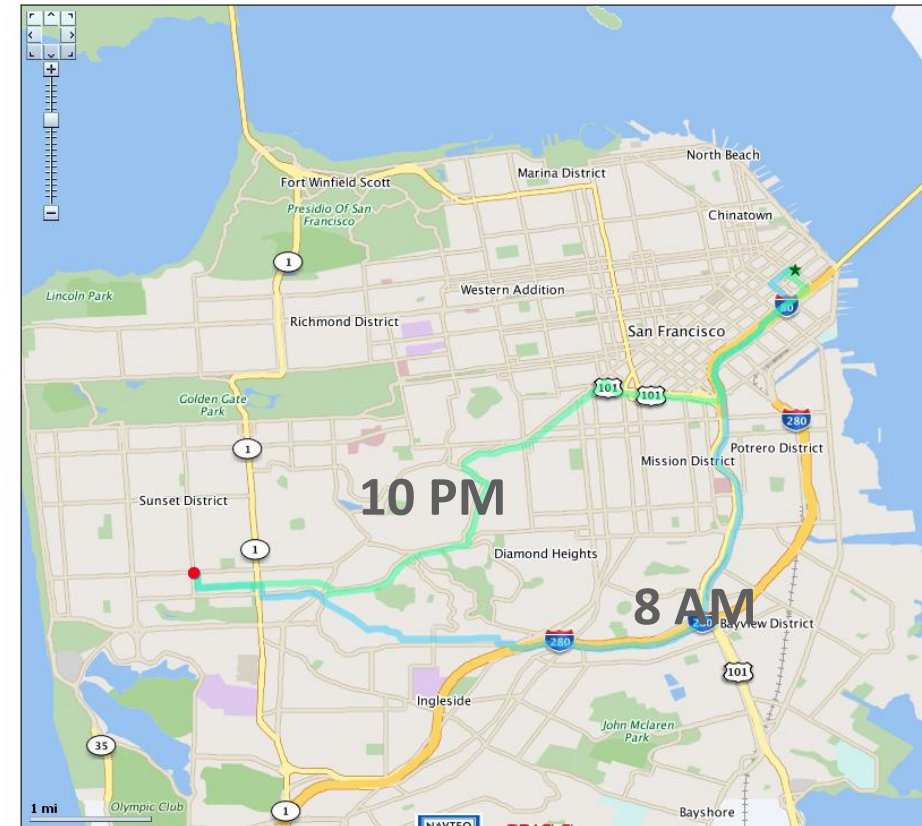 North Beach
Marina District
Fort Winfield Scott
Presidio Of San
Francisco
Chinatown
1
Lincoln Park
Western Addition
80
Richmond District
San Francisco
Golden Gate
Park
101
101
280
1
Mission District
Potrero District
Sunset District
10 PM
1
Diamond Heights
8 AM
280
Bayview District
280
101
Ingleside
John Mclaren
Park
35
1 mi
Olympic Club
1
Bayshore
NAVTEQ